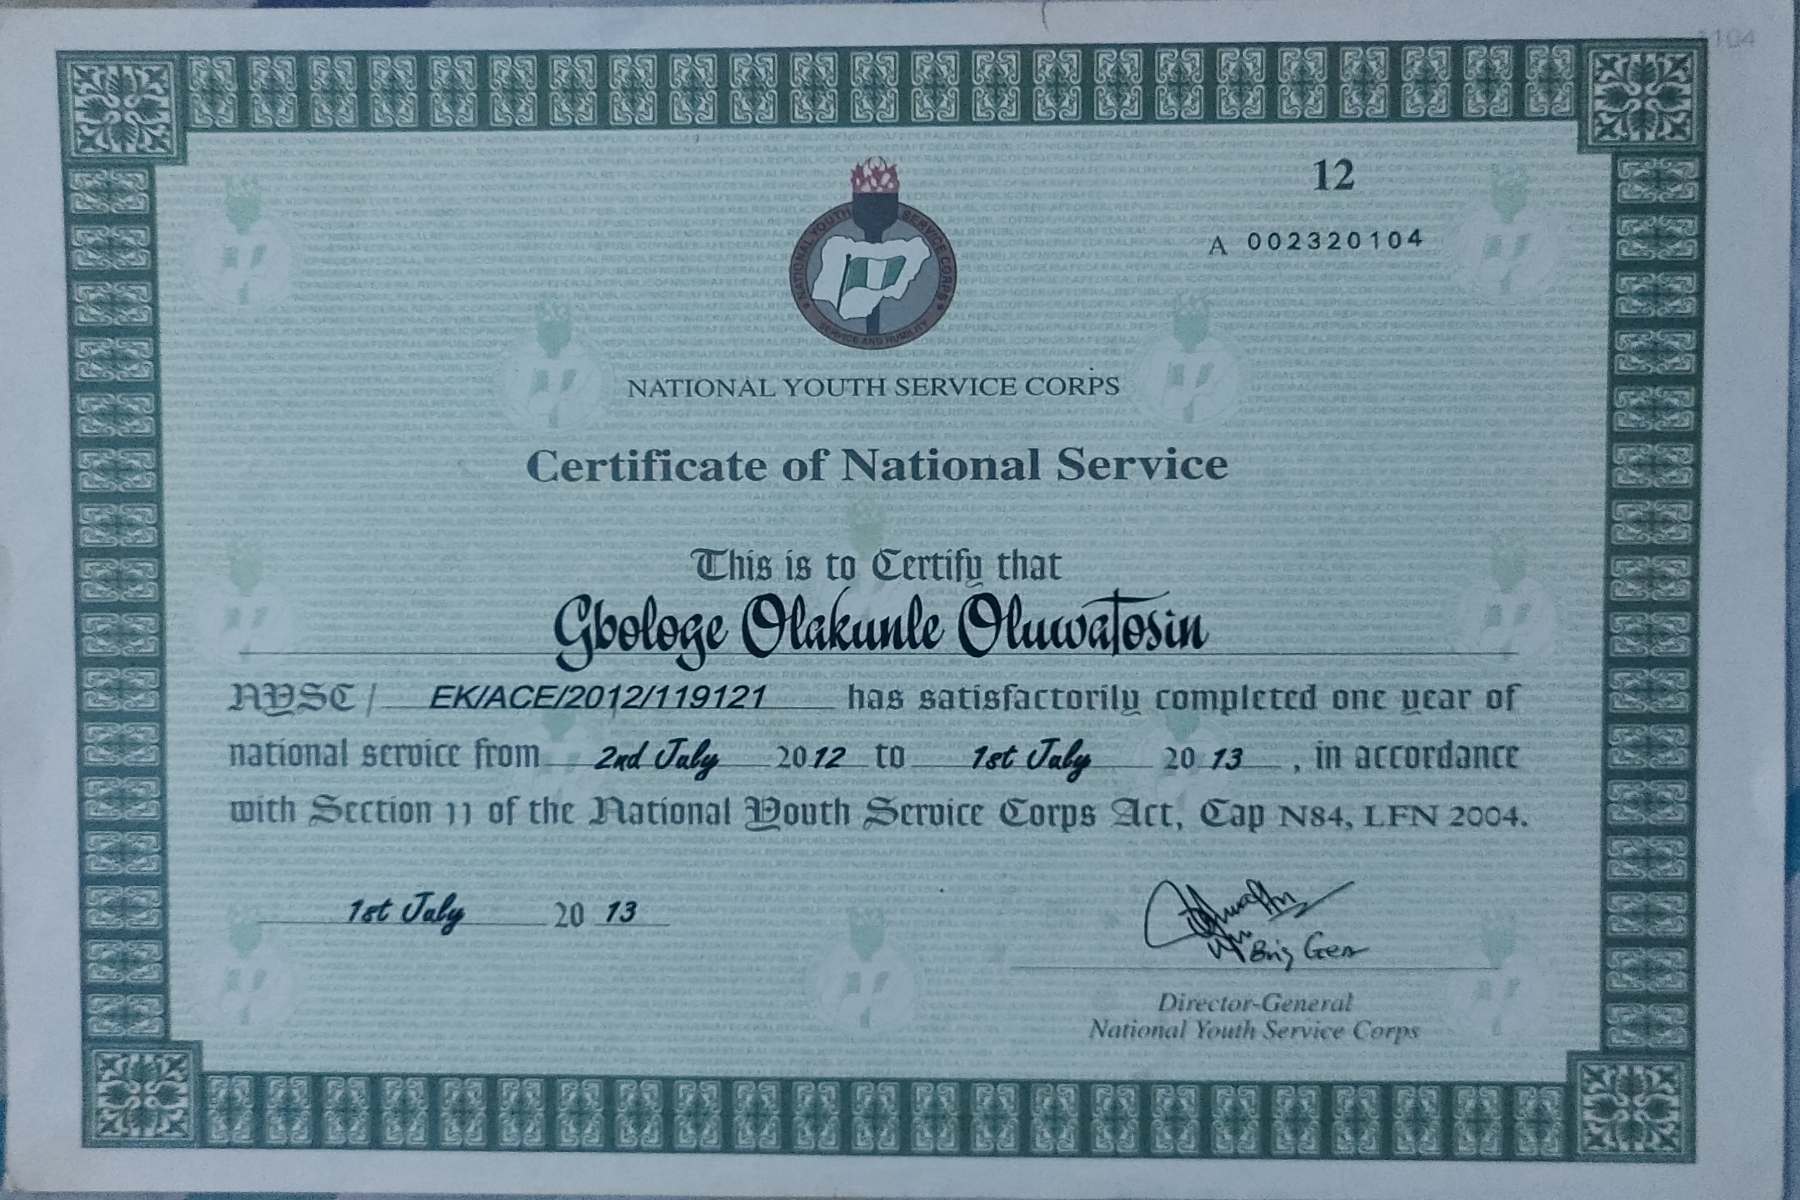 104
12
A 002320104
NATIONAL YOUTH SERVICE CORPS
SERVICE AND HUMILITY
NATIONAL YOUTH SERVICE CORPS
Certificate of National Service
This is to Certify that
Gbologe Olakunle Oluwatosin
NYSC / EK/ACE/2012/119121 has satisfactorily completed one year of
national service from 2nd July 2012 to 1st July 2013, in accordance
with Section 11 of the National Youth Service Corps Act, Cap N84, LFN 2004.
1st July 2013
Brig Gen
Director-General
National Youth Service Corps